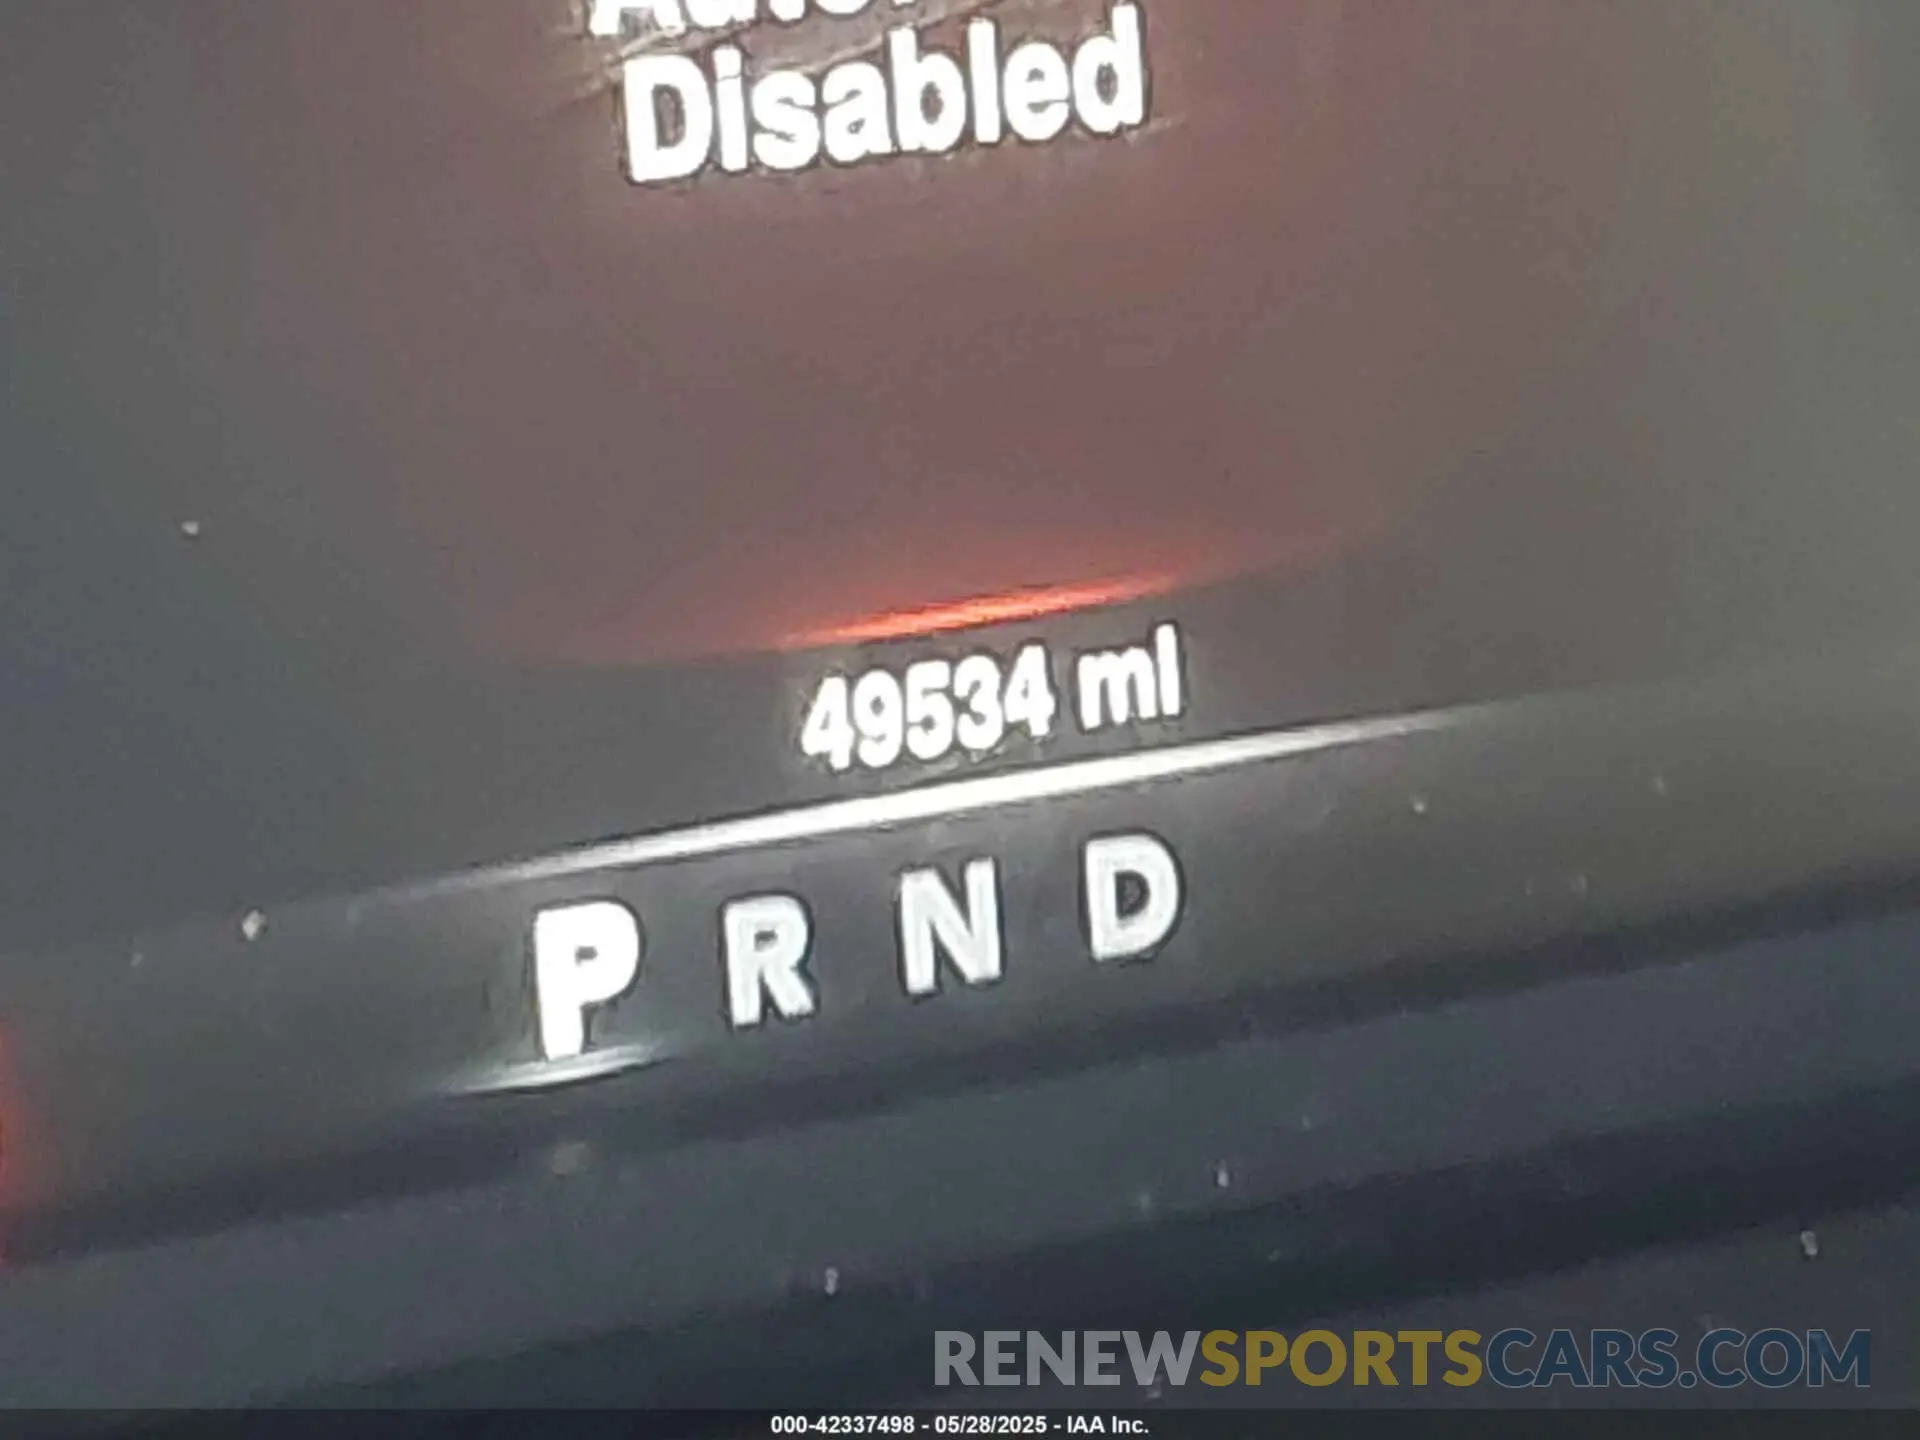 Disabled
49534 mi
P R N D
RENEWSPORTSCARS.COM
000-42337498 - 05/28/2025 - IAA Inc.